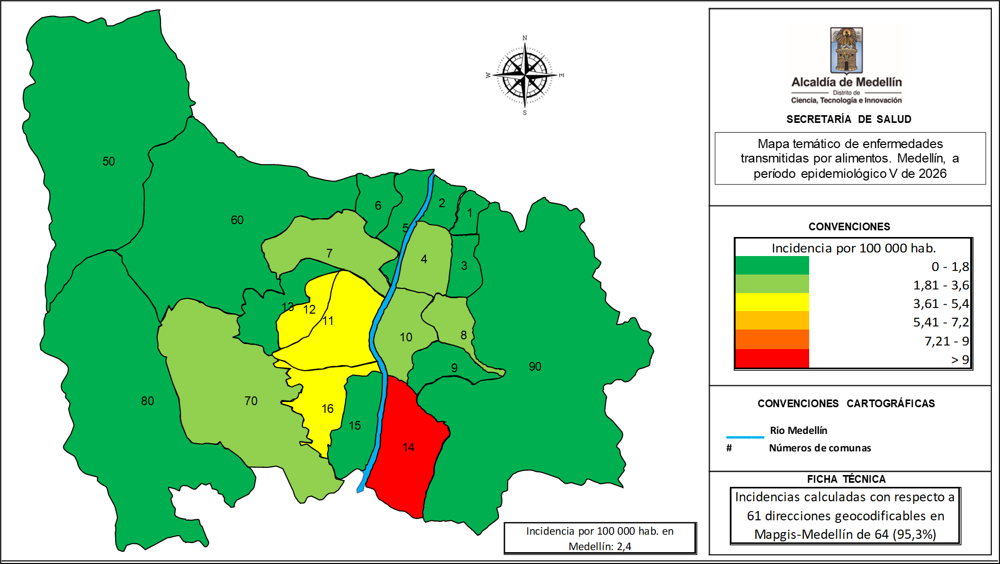 N
W
E
S
50
60
6
2
1
5
7
4
3
13
12
11
10
8
9
90
80
70
16
15
14
Incidencia por 100 000 hab. en
Medellín: 2,4
Alcaldía de Medellín
Distrito de
Ciencia, Tecnología e Innovación
SECRETARÍA DE SALUD
Mapa temático de enfermedades
transmitidas por alimentos. Medellín, a
período epidemiológico V de 2026
CONVENCIONES
Incidencia por 100 000 hab.
0 - 1,8
1,81 - 3,6
3,61 - 5,4
5,41 - 7,2
7,21 - 9
> 9
CONVENCIONES CARTOGRÁFICAS
Rio Medellín
# Números de comunas
FICHA TÉCNICA
Incidencias calculadas con respecto a
61 direcciones geocodificables en
Mapgis-Medellín de 64 (95,3%)